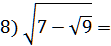 8) √(7 − √9) =